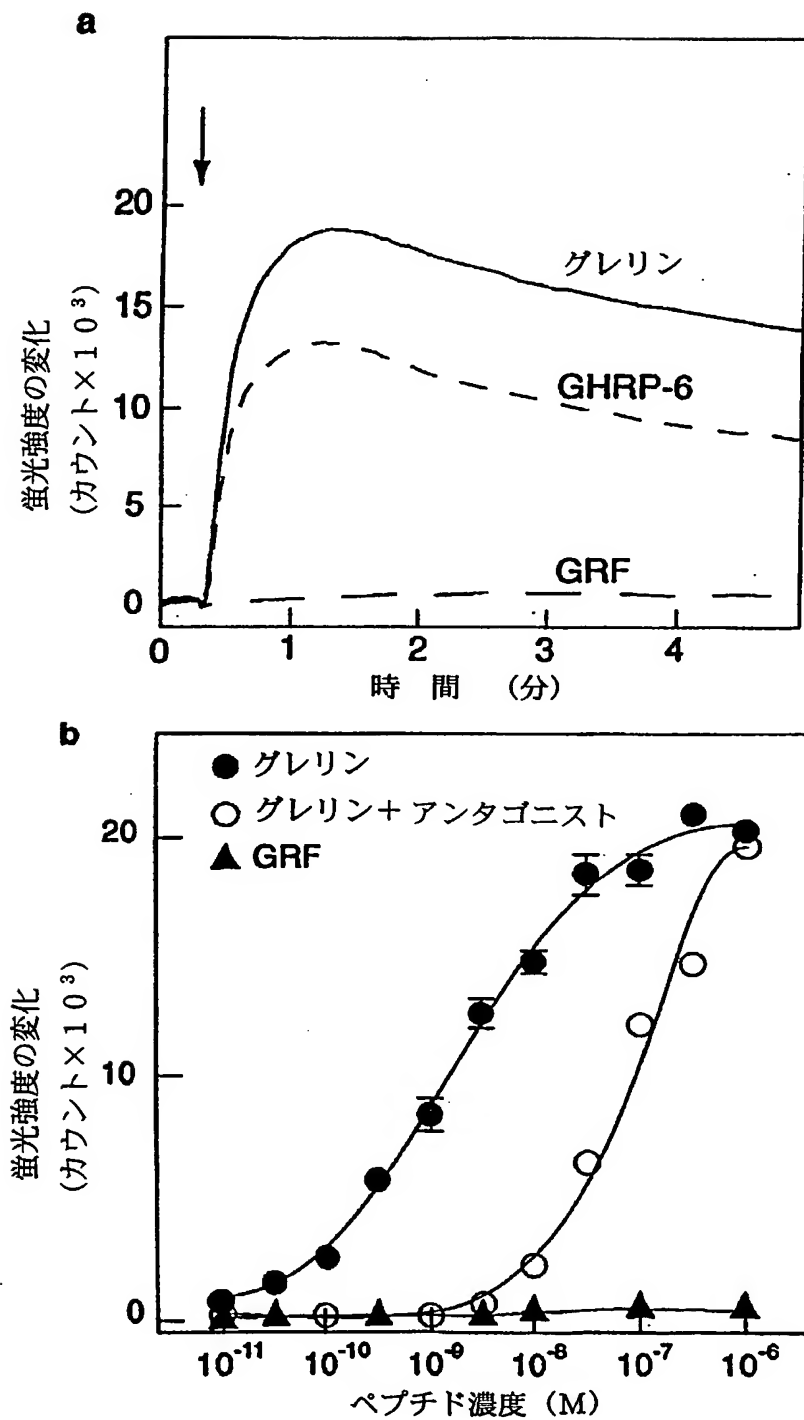 a
20
15
10
5
0
蛍光強度の変化
(カウント×10³)
グレリン
GHRP-6
GRF
0 1 2 3 4
時 間 (分)
b
グレリン
グレリン+アンタゴニスト
GRF
20
10
0
蛍光強度の変化
(カウント×10³)
10⁻¹¹ 10⁻¹⁰ 10⁻⁹ 10⁻⁸ 10⁻⁷ 10⁻⁶
ペプチド濃度 (M)